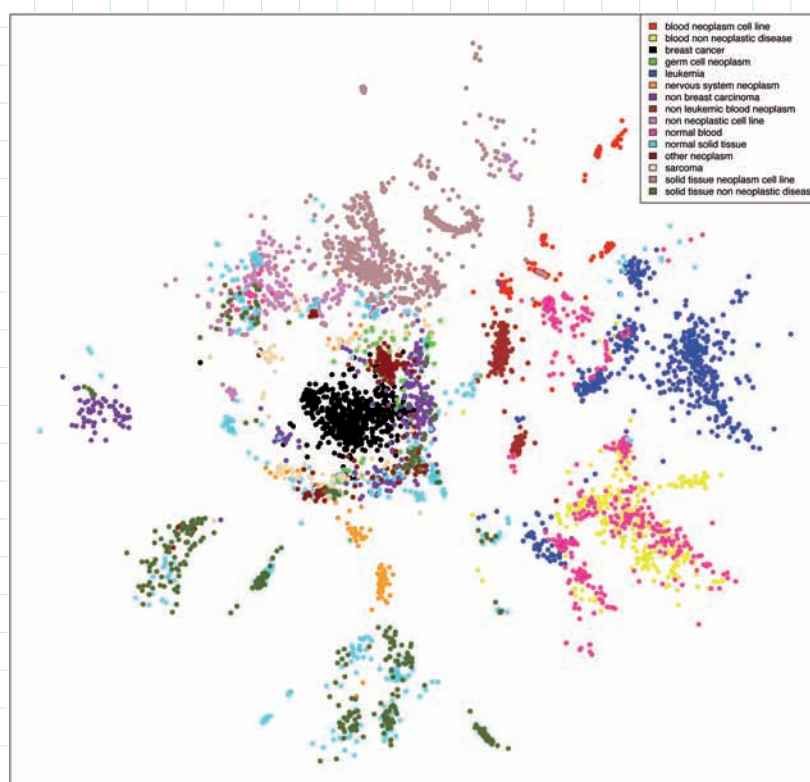 blood neoplasm cell line
blood non neoplastic disease
breast cancer
germ cell neoplasm
leukemia
nervous system neoplasm
non breast carcinoma
non leukemic blood neoplasm
non neoplastic cell line
normal blood
normal solid tissue
other neoplasm
sarcoma
solid tissue neoplasm cell line
solid tissue non neoplastic disease